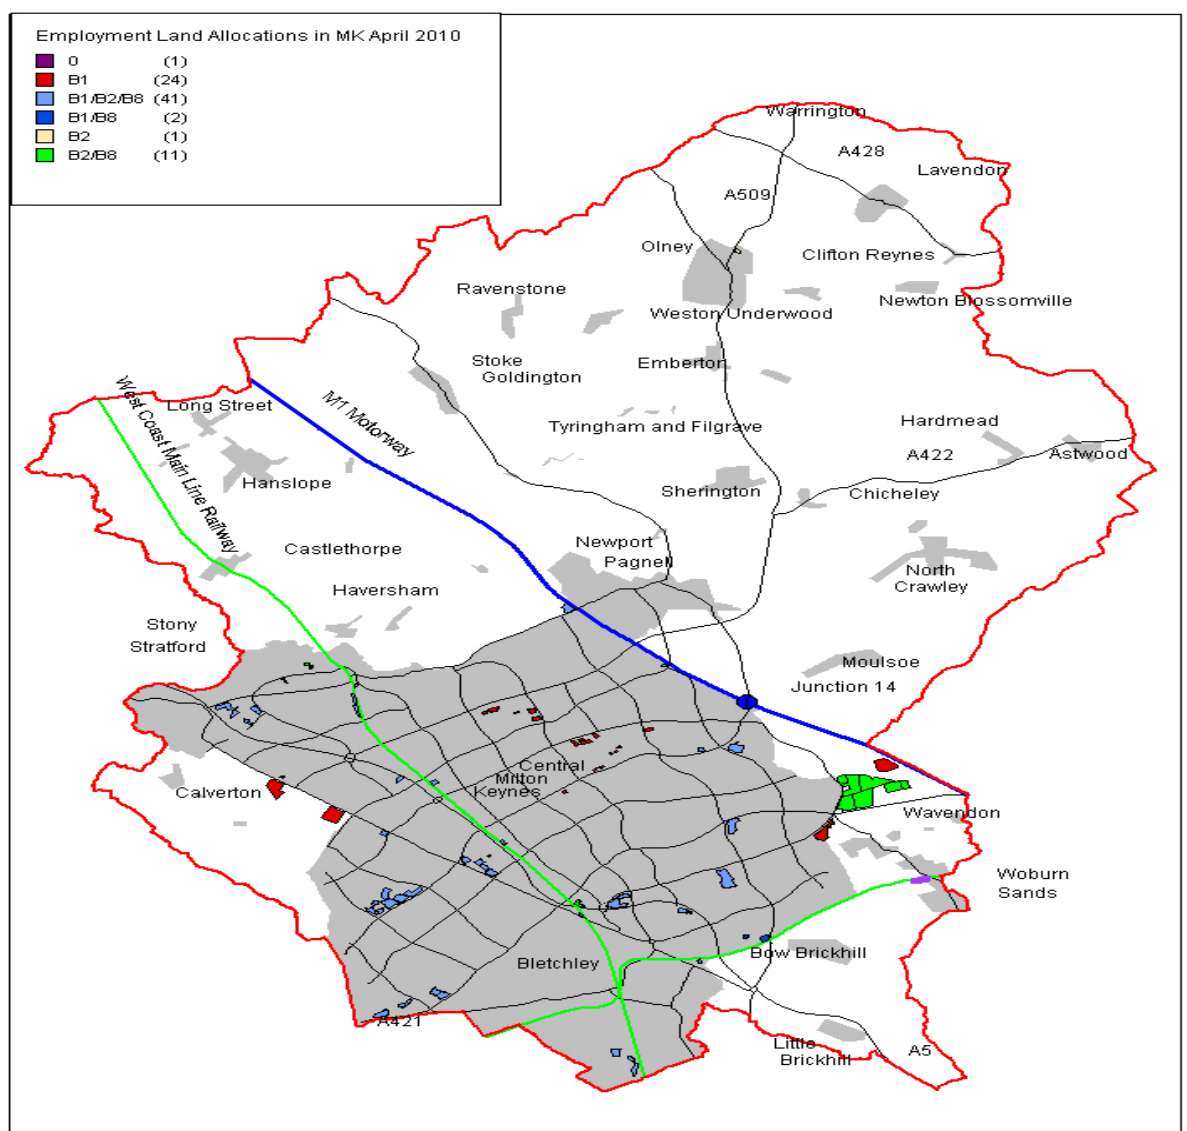 Employment Land Allocations in MK April 2010
0 (1)
B1 (24)
B1/B2/B8 (41)
B1/B8 (2)
B2 (1)
B2/B8 (11)
Warrington
A428
Lavendon
A509
Olney
Clifton Reynes
Ravenstone
Newton Blossomville
Weston Underwood
Stoke
Goldington
Emberton
West Coast Main Line Railway
Long Street
M1 Motorway
Tyringham and Filgrave
Hardmead
A422
Astwood
Hanslope
Sherington
Chicheley
Castlethorpe
Newport
Pagnell
North
Crawley
Haversham
Stony
Stratford
Moulsoe
Junction 14
Central
Milton
Keynes
Calverton
Wavendon
Woburn
Sands
Bletchley
Bow Brickhill
A421
Little
Brickhill
A5